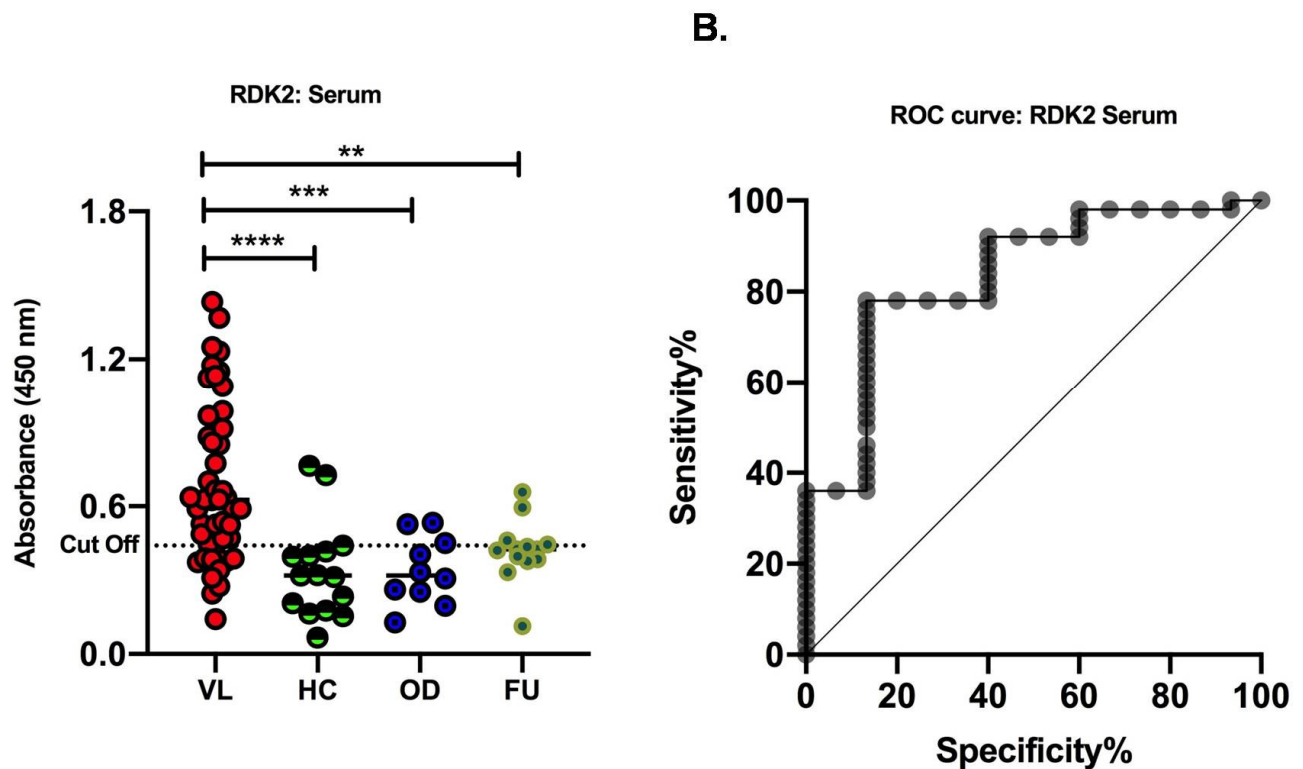 B.
RDK2: Serum
**
***
****
1.8
1.2
0.6
Cut Off
0.0
Absorbance (450 nm)
VL HC OD FU
ROC curve: RDK2 Serum
100
80
60
40
20
0
Sensitivity%
0 20 40 60 80 100
Specificity%